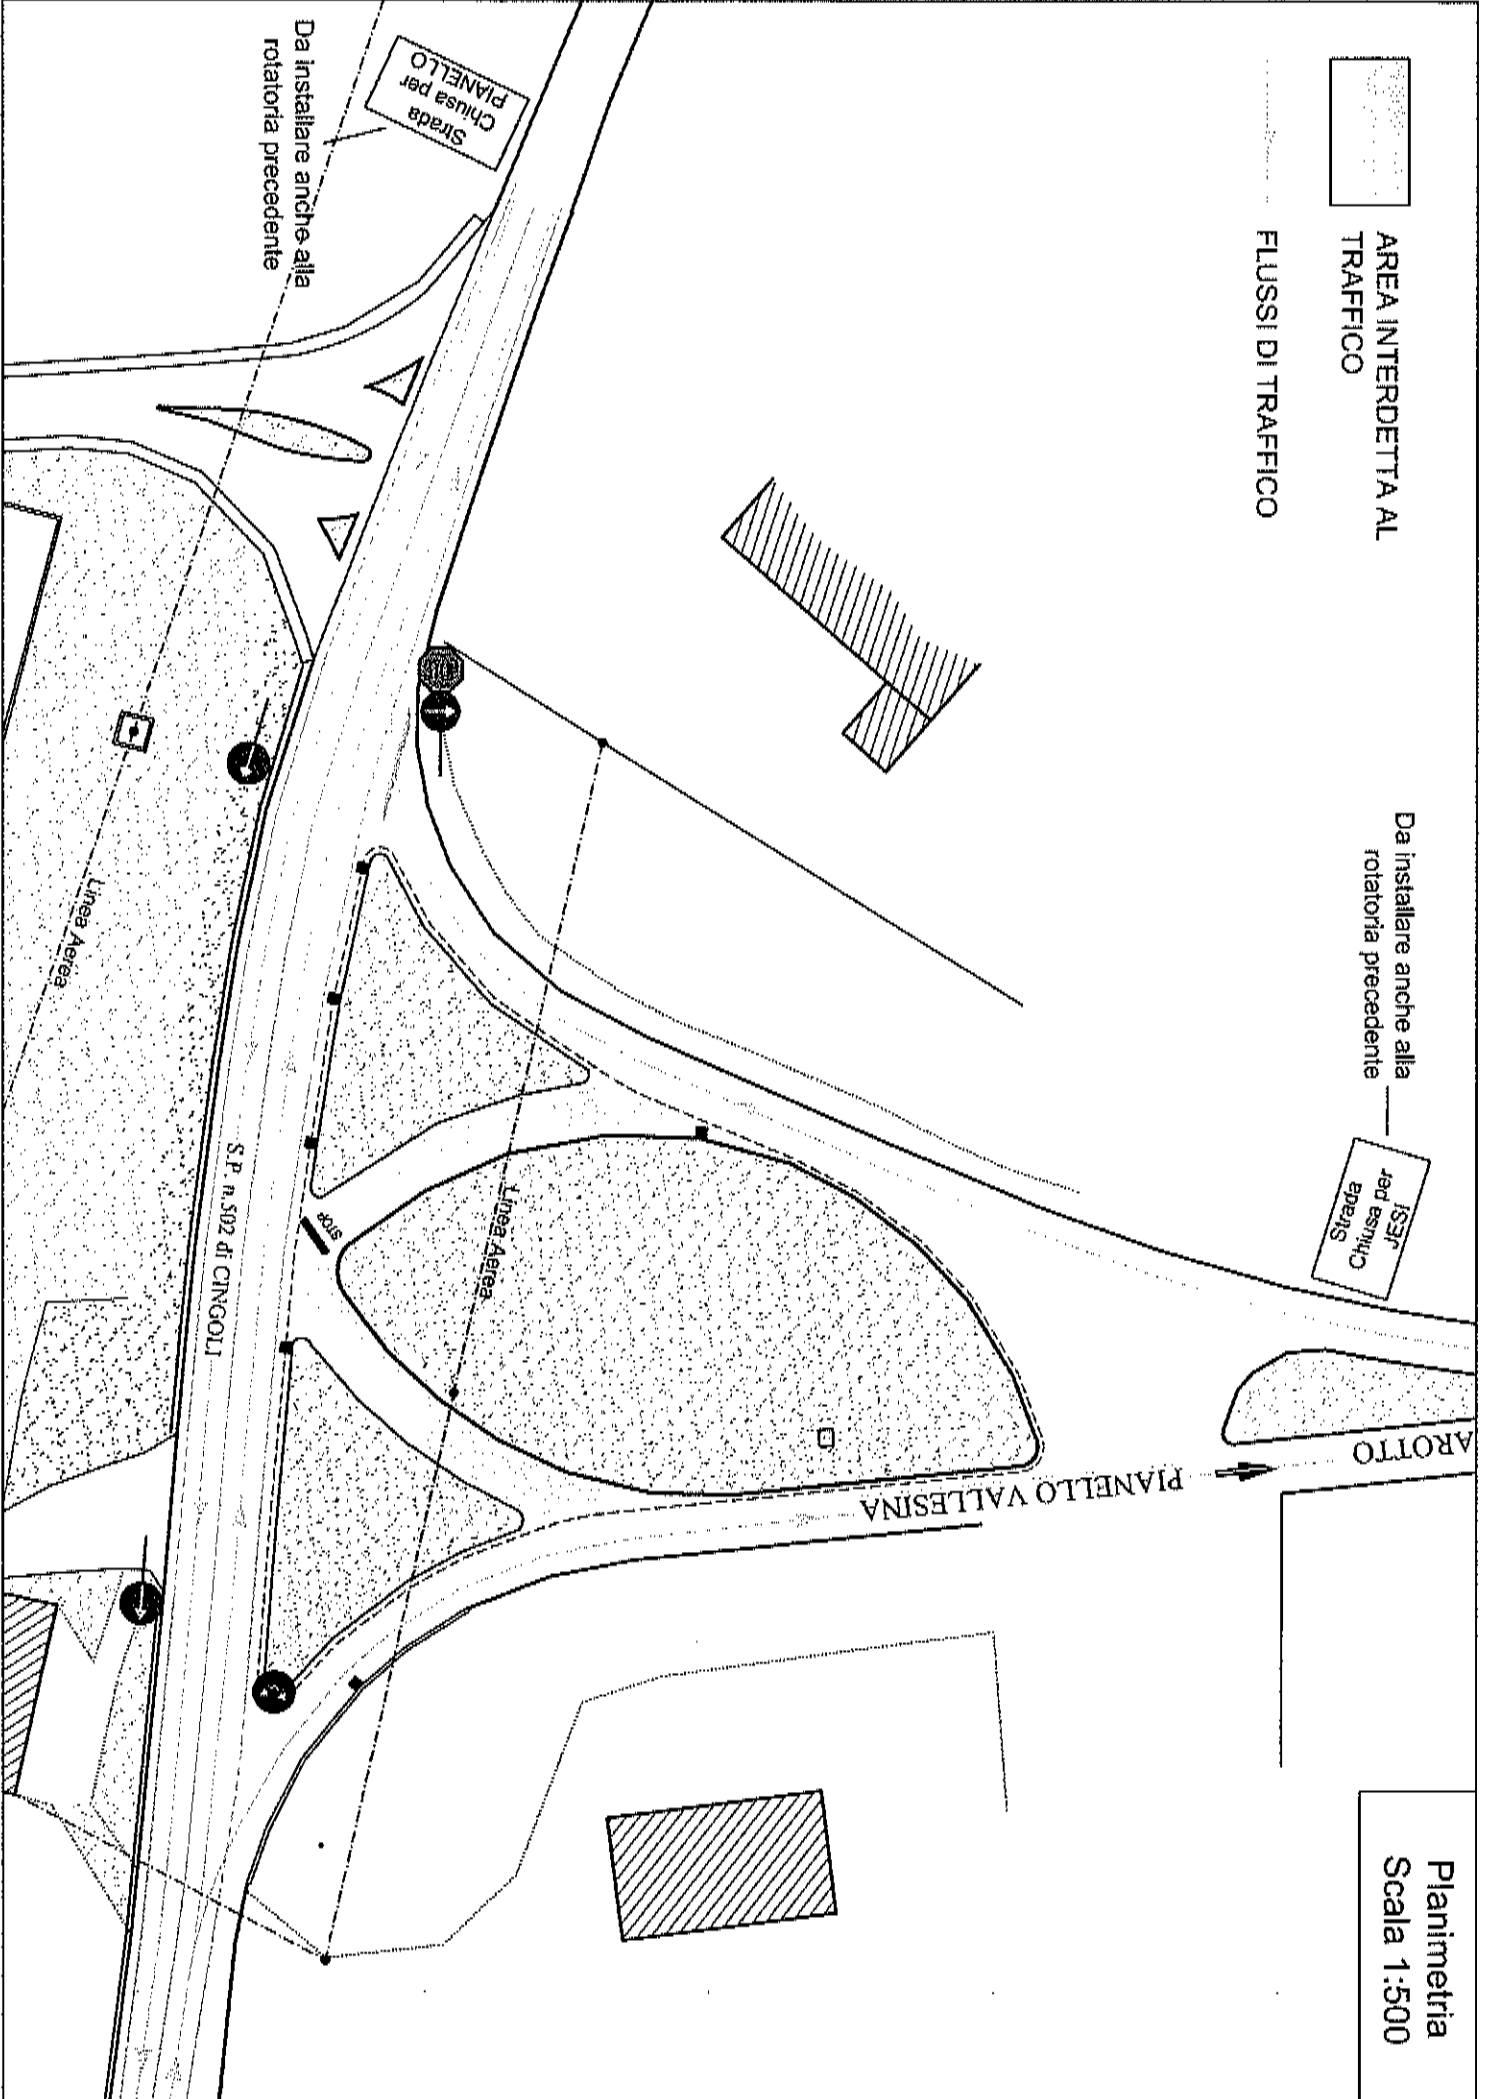 AREA INTERDETTA AL
TRAFFICO
FLUSSI DI TRAFFICO
Planimetria
Scala 1:500
Da installare anche alla
rotatoria precedente
Strada
Chiusa per
JESI
Da installare anche alla
rotatoria precedente
Strada
Chiusa per
PIANELLO
AROTTO
PIANELLO VALLESINA
Linea Aerea
STOP
S.P. n.502 di CINGOLI
Linea Aerea